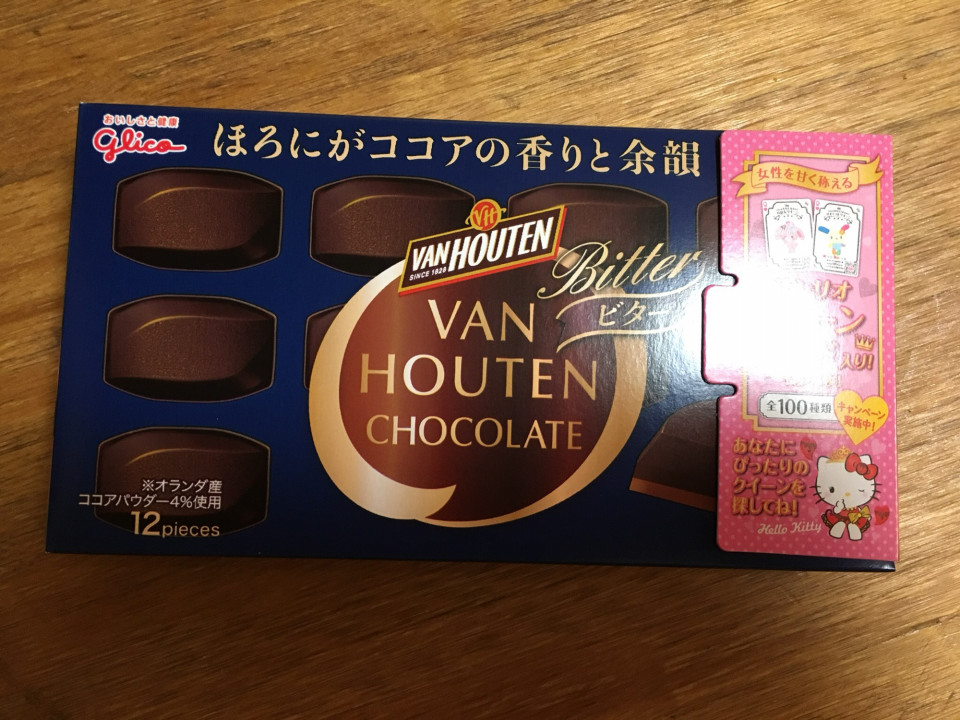 おいしさと健康
Glico
ほろにがココアの香りと余韻
VH
VAN HOUTEN
SINCE 1828
Bitter
ビター
VAN
HOUTEN
CHOCOLATE
※オランダ産
ココアパウダー4%使用
12pieces
女性を甘く称える
入り!
全100種類
キャンペーン
実施中!
あなたに
ぴったりの
クイーンを
探してね!
Hello Kitty